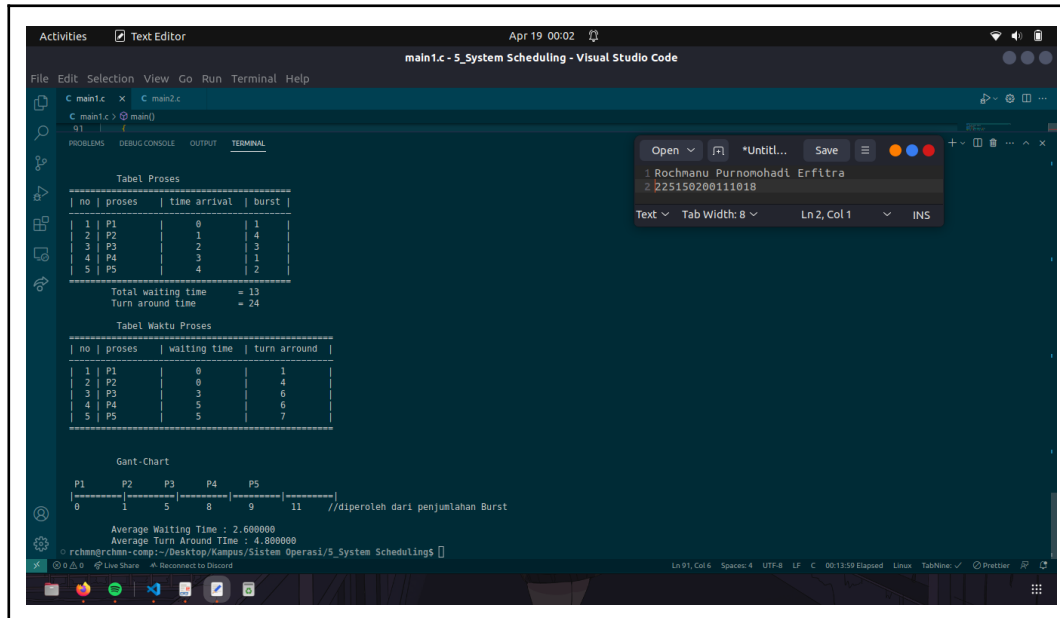 Activities Text Editor Apr 19 00:02
main1.c - 5_System Scheduling - Visual Studio Code
File Edit Selection View Go Run Terminal Help
C main1.c × C main2.c
C main1.c > main()
91 {
PROBLEMS DEBUG CONSOLE OUTPUT TERMINAL
Open *Untitl... Save
1 Rochmanu Purnomohadi Erfitra
2 225150200111018
Text Tab Width: 8 Ln 2, Col 1 INS
Tabel Proses
==========================================
| no | proses | time arrival | burst |
------------------------------------------
| 1 | P1 | 0 | 1 |
| 2 | P2 | 1 | 4 |
| 3 | P3 | 2 | 3 |
| 4 | P4 | 3 | 1 |
| 5 | P5 | 4 | 2 |
==========================================
Total waiting time = 13
Turn around time = 24
Tabel Waktu Proses
==================================================
| no | proses | waiting time | turn arround |
--------------------------------------------------
| 1 | P1 | 0 | 1 |
| 2 | P2 | 0 | 4 |
| 3 | P3 | 3 | 6 |
| 4 | P4 | 5 | 6 |
| 5 | P5 | 5 | 7 |
==================================================
Gant-Chart
P1 P2 P3 P4 P5
|=========|=========|=========|=========|=========|
0 1 5 8 9 11 //diperoleh dari penjumlahan Burst
Average Waiting Time : 2.600000
Average Turn Around TIme : 4.800000
rchmn@rchmn-comp:~/Desktop/Kampus/Sistem Operasi/5_System Scheduling$
0 0 Live Share Reconnect to Discord Ln 91, Col 6 Spaces: 4 UTF-8 LF C 00:13:59 Elapsed Linux TabNine: ✓ Prettier